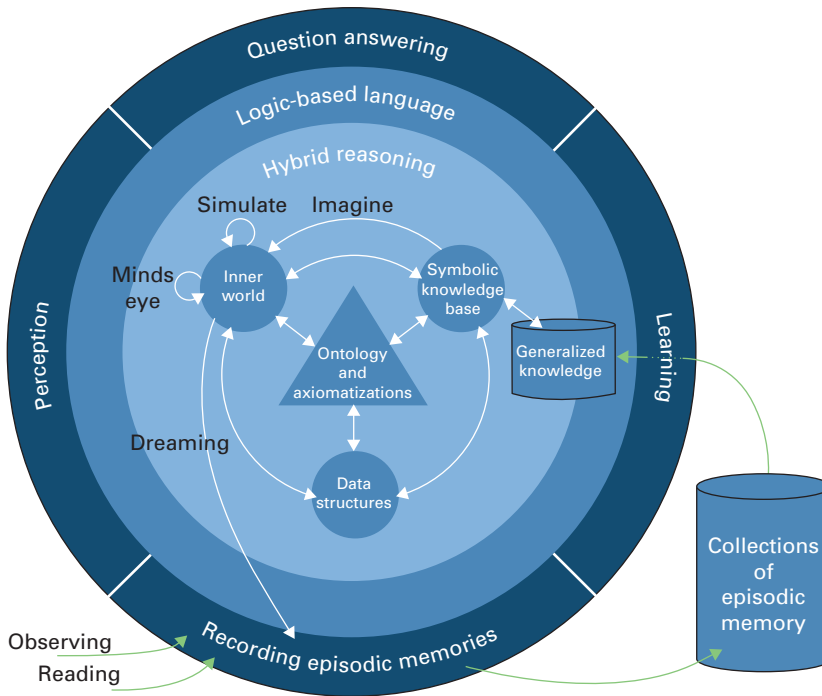 Question answering
Logic-based language
Hybrid reasoning
Simulate
Imagine
Minds
eye
Inner
world
Symbolic
knowledge
base
Perception
Learning
Ontology and
axiomatizations
Generalized
knowledge
Dreaming
Data
structures
Collections
of
episodic
memory
Recording episodic memories
Observing
Reading